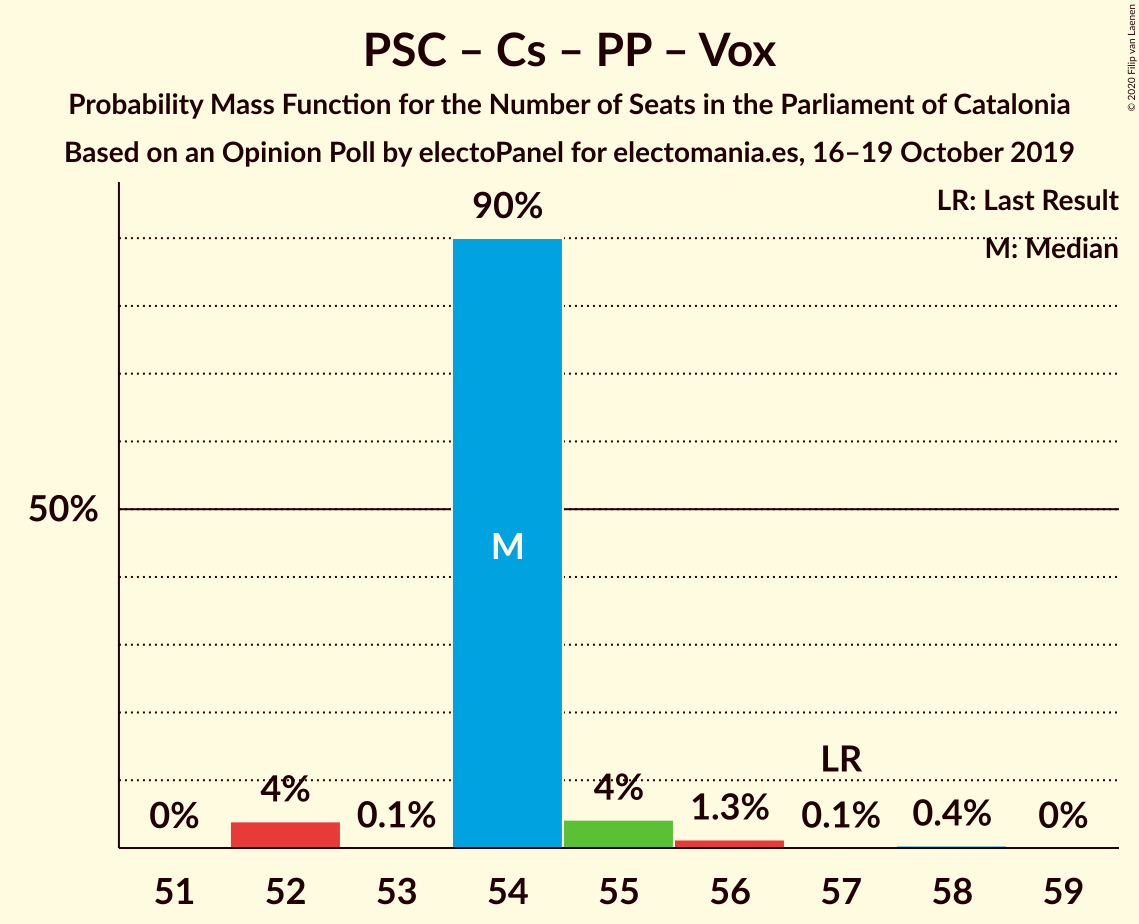 PSC – Cs – PP – Vox
Probability Mass Function for the Number of Seats in the Parliament of Catalonia
Based on an Opinion Poll by electoPanel for electomania.es, 16–19 October 2019
© 2020 Filip van Laenen
LR: Last Result
M: Median
90%
50%
M
LR
0%
4%
0.1%
4%
1.3%
0.1%
0.4%
0%
51 52 53 54 55 56 57 58 59